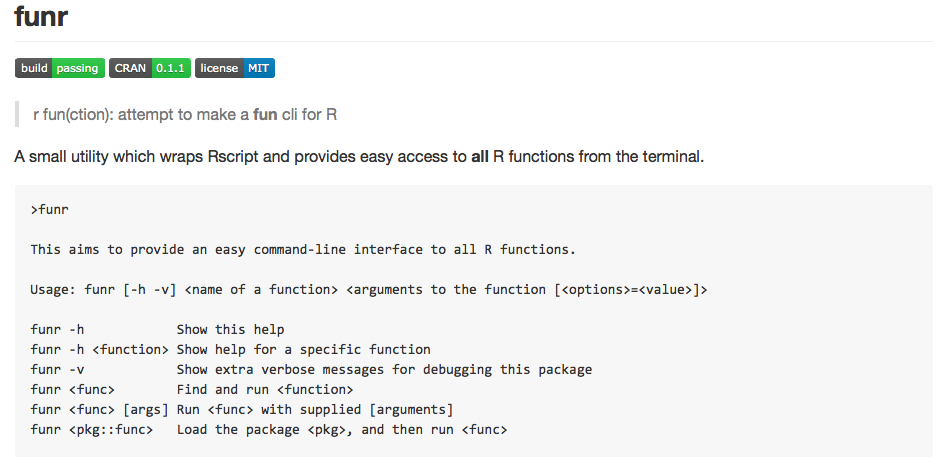 funr
build passing CRAN 0.1.1 license MIT
r fun(ction): attempt to make a fun cli for R
A small utility which wraps Rscript and provides easy access to all R functions from the terminal.
>funr
This aims to provide an easy command-line interface to all R functions.
Usage: funr [-h -v] <name of a function> <arguments to the function [<options>=<value>]>
funr -h            Show this help
funr -h <function> Show help for a specific function
funr -v            Show extra verbose messages for debugging this package
funr <func>        Find and run <function>
funr <func> [args] Run <func> with supplied [arguments]
funr <pkg::func>   Load the package <pkg>, and then run <func>